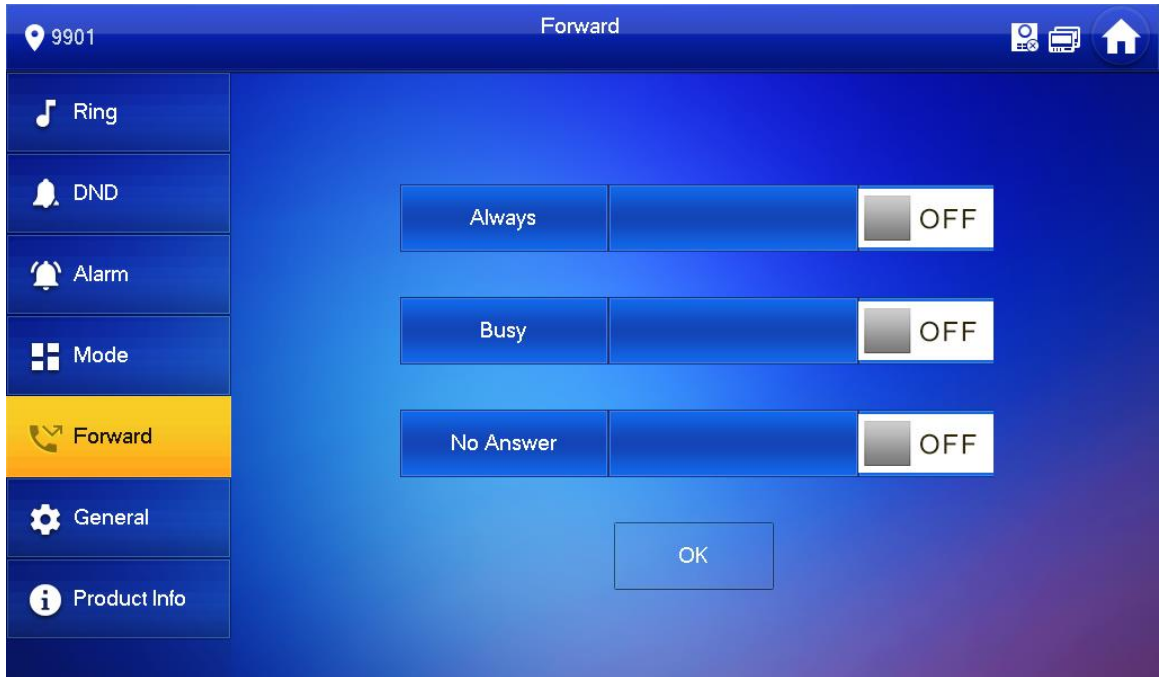 9901
Forward
Ring
DND
Alarm
Mode
Forward
General
Product Info
Always OFF
Busy OFF
No Answer OFF
OK